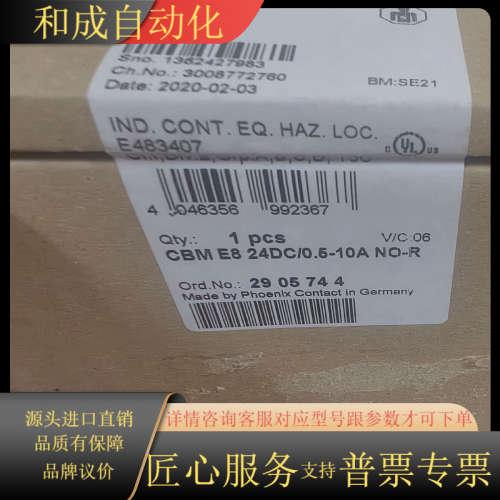 和成自动化
Sno. 1362427983
Ch.No.: 3008772760
Date: 2020-02-03
BM:SE21
IND. CONT. EQ. HAZ. LOC.
E483407
C UL US
4 046356 992367
Qty.: 1 pcs
V/C 06
CBM E8 24DC/0.5-10A NO-R
Ord.No.: 29 05 74 4
Made by Phoenix Contact in Germany
源头进口直销
品质有保障
品牌议价
详情咨询客服对应型号跟参数才可下单
匠心服务 支持 普票专票